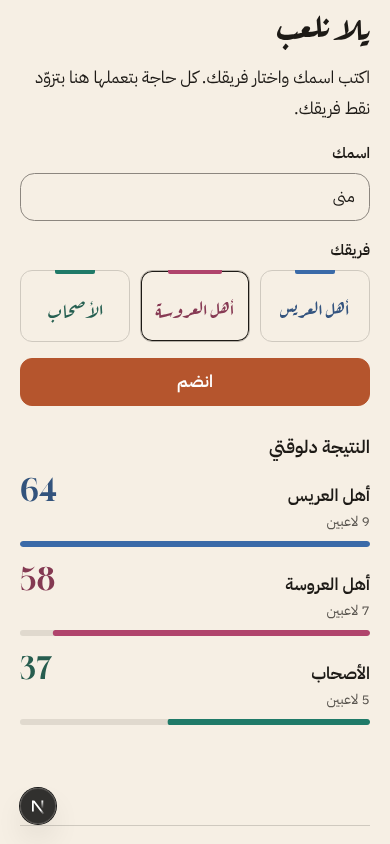 يلا نلعب
اكتب اسمك واختار فريقك. كل حاجة بتعملها هنا بتزوّد
نقط فريقك.
اسمك
منى
فريقك
أهل العريس
أهل العروسة
الأصحاب
انضم
النتيجة دلوقتي
أهل العريس 64
9 لاعبين
أهل العروسة 58
7 لاعبين
الأصحاب 37
5 لاعبين
N